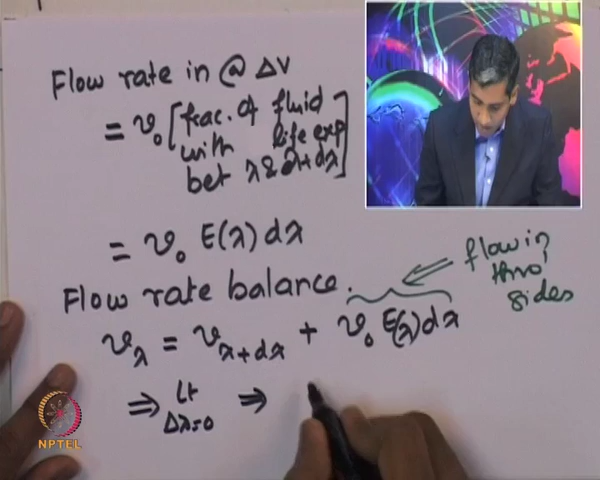 Flow rate in @ ΔV
= v₀ [frac. of fluid
with life exp
bet λ & λ+dλ]
= v₀ E(λ)dλ
Flow rate balance.
flow in
thro'
sides
v_λ = v_{λ+dλ} + v₀ E(λ)dλ
⇒ Lt ⇒
Δλ=0
NPTEL